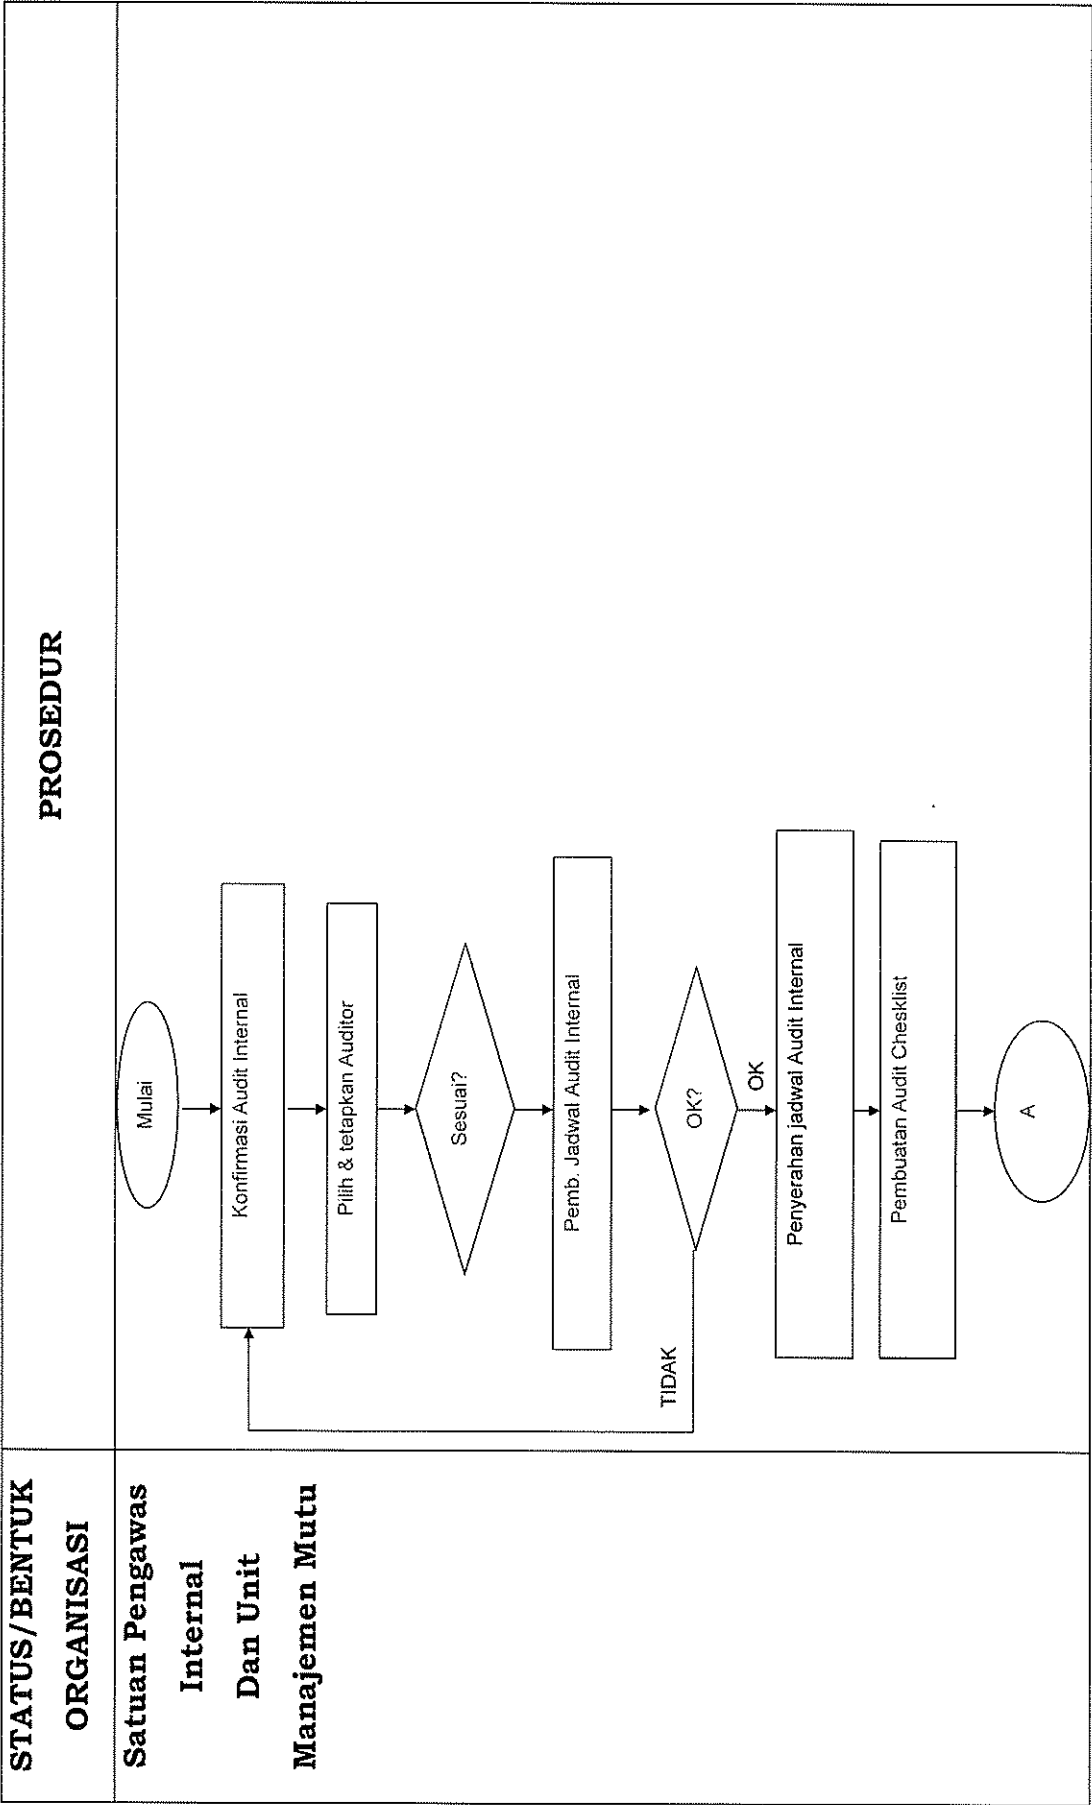 STATUS/BENTUK
ORGANISASI
PROSEDUR
Satuan Pengawas
Internal
Dan Unit
Manajemen Mutu
Mulai
Konfirmasi Audit Internal
Pilih & tetapkan Auditor
Sesuai?
Pemb. Jadwal Audit Internal
OK?
TIDAK
OK
Penyerahan jadwal Audit Internal
Pembuatan Audit Chesklist
A